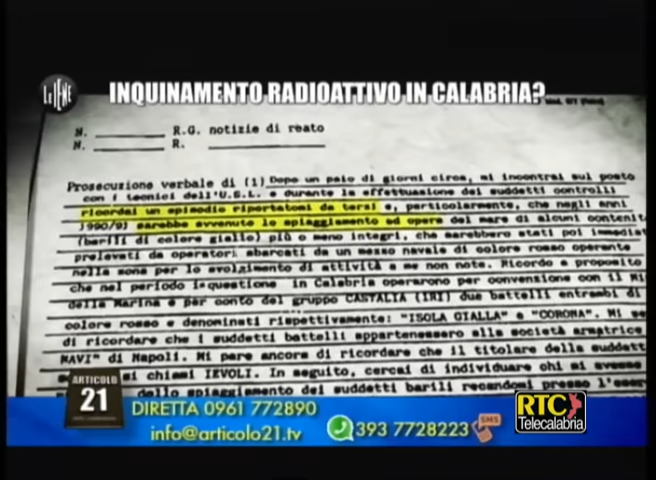 Le IENE
INQUINAMENTO RADIOATTIVO IN CALABRIA?
N. R.G. notizie di reato
N. R.
Prosecuzione verbale di (1) Dopo un paio di giorni circa, mi incontrai sul posto
con i tecnici dell'U.S.L. e durante la effettuazione dei suddetti controlli
ricordai un episodio riportatomi da terzi e, particolarmente, che negli anni
1990/91 sarebbe avvenuto lo spiaggiamento ad opera del mare di alcuni contenit
(barili di colore giallo) più o meno integri, che sarebbero stati poi immediat
prelevati da operatori sbarcati da un mezzo navale di colore rosso operante
nella zona per lo svolgimento di attività a me non note. Ricordo a proposito
che nel periodo in questione in Calabria operarono per convenzione con il Mi
della Marina e per conto del gruppo CASTALIA (IRI) due battelli entrambi di
colore rosso e denominati rispettivamente: "ISOLA GIALLA" e "CORONA". Mi se
di ricordare che i suddetti battelli appartenessero alla società armatrice
NAVI" di Napoli. Mi pare ancora di ricordare che il titolare della suddett
si chiami IEVOLI. In seguito, cercai di individuare chi mi avesse
dello spiaggiamento dei suddetti barili recandomi presso l'
ARTICOLO
21
DIRETTA 0961 772890
info@articolo21.tv
393 7728223
SMS
RTC
Telecalabria